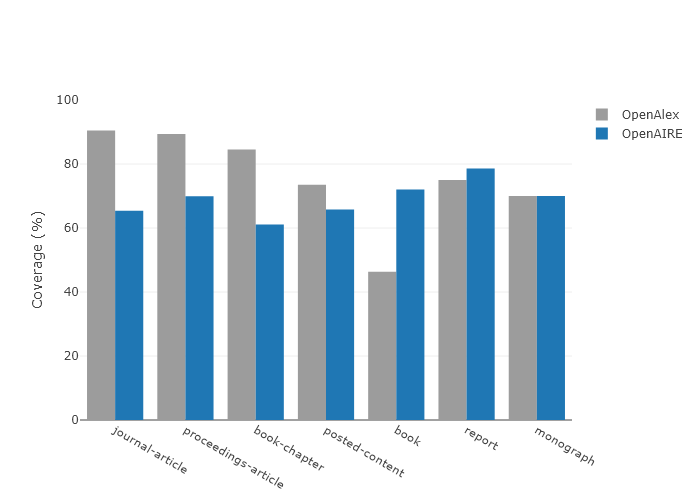 100
80
60
40
20
0
Coverage (%)
journal-article
proceedings-article
book-chapter
posted-content
book
report
monograph
OpenAlex
OpenAIRE